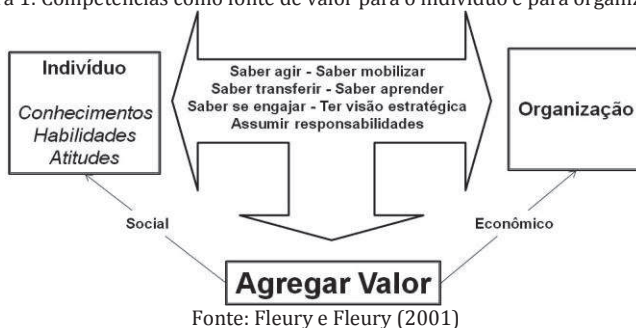 a 1: Competências como fonte de valor para o indivíduo e para organiz
Indivíduo
Conhecimentos
Habilidades
Atitudes
Saber agir - Saber mobilizar
Saber transferir - Saber aprender
Saber se engajar - Ter visão estratégica
Assumir responsabilidades
Organização
Social
Econômico
Agregar Valor
Fonte: Fleury e Fleury (2001)